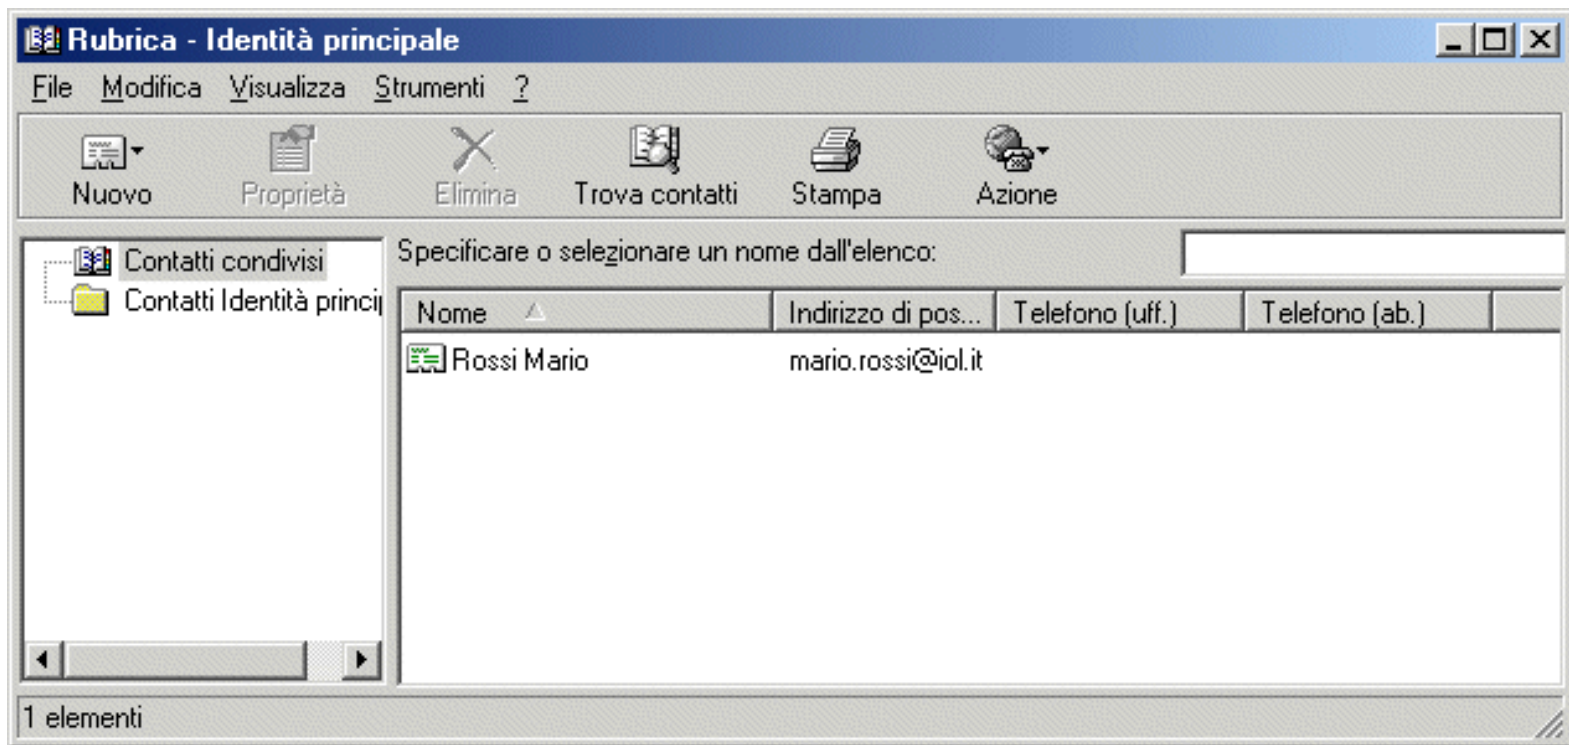 Rubrica - Identità principale
File Modifica Visualizza Strumenti ?
Nuovo Proprietà Elimina Trova contatti Stampa Azione
Contatti condivisi
Contatti Identità princip
Specificare o selezionare un nome dall'elenco:
Nome Indirizzo di pos... Telefono (uff.) Telefono (ab.)
Rossi Mario mario.rossi@iol.it
1 elementi